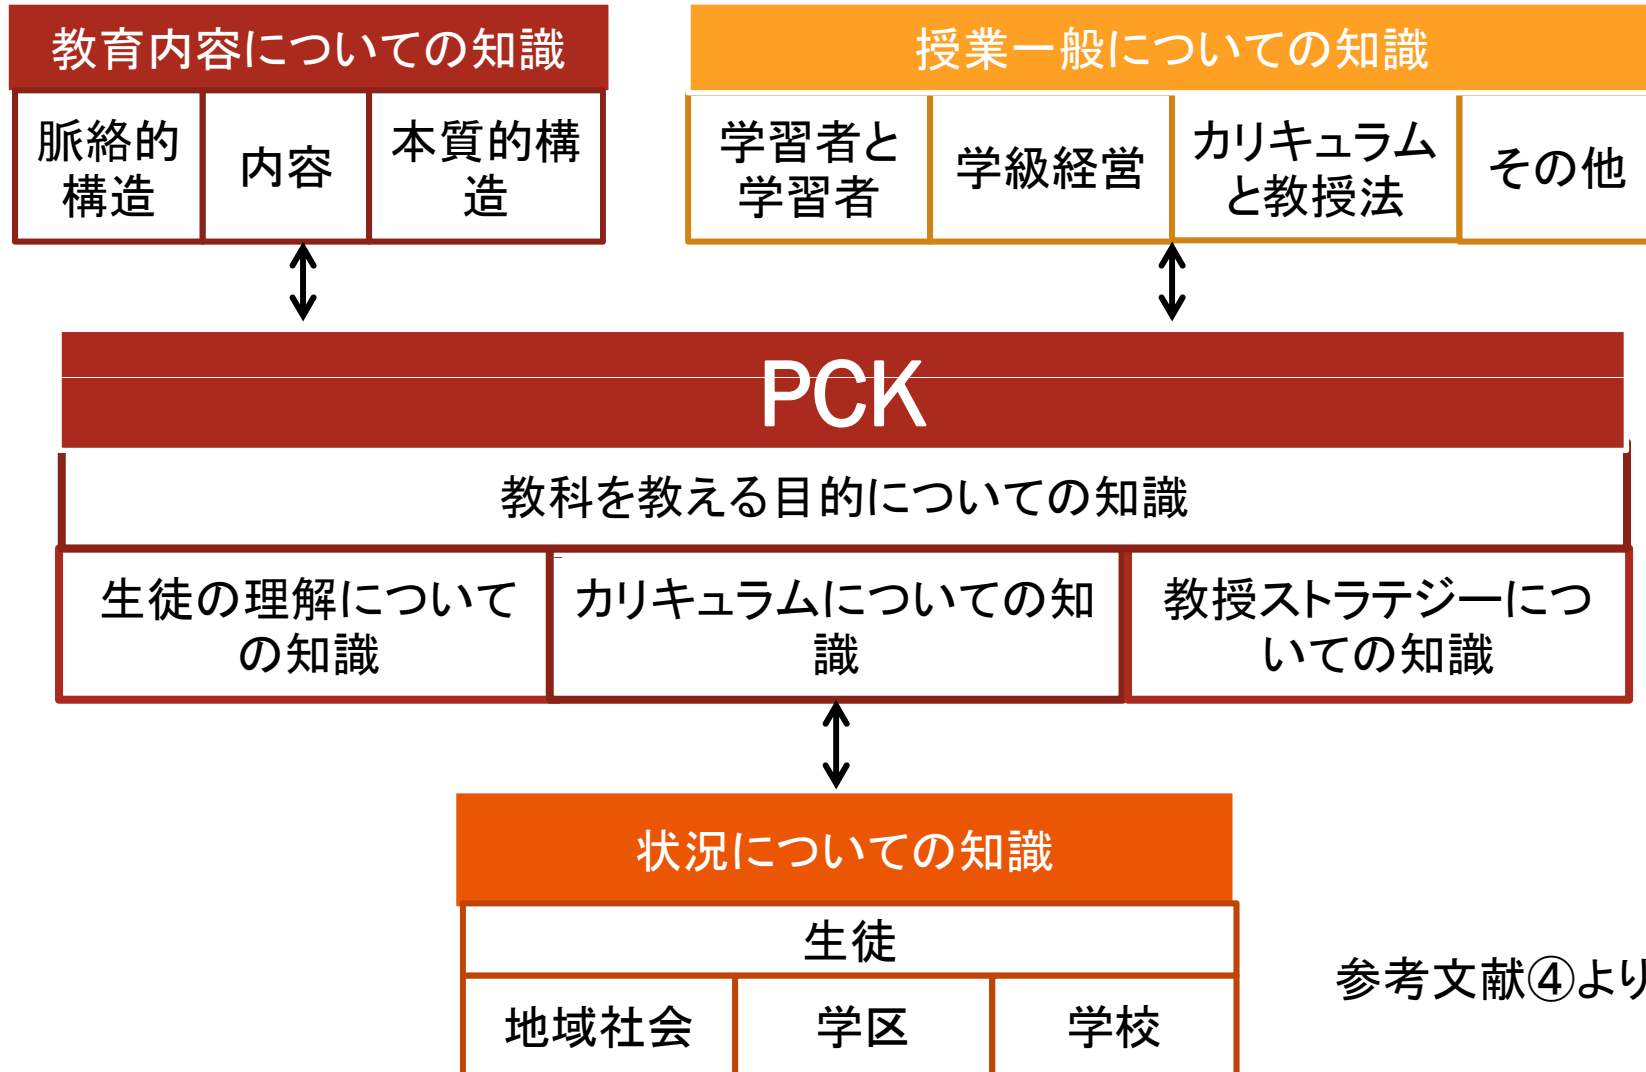 教育内容についての知識
授業一般についての知識
脈絡的
構造
内容
本質的構
造
学習者と
学習者
学級経営
カリキュラム
と教授法
その他
PCK
教科を教える目的についての知識
生徒の理解について
の知識
カリキュラムについての知
識
教授ストラテジーにつ
いての知識
状況についての知識
生徒
地域社会
学区
学校
参考文献④より